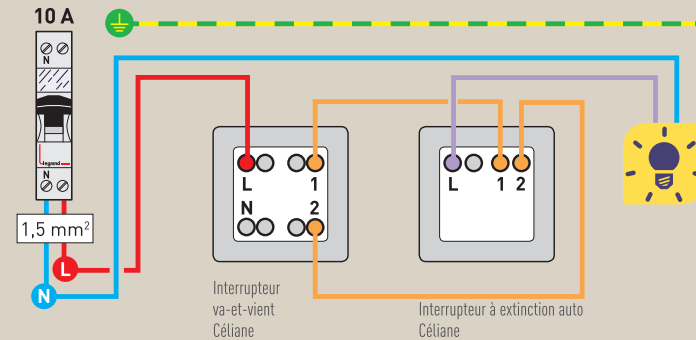 10 A
N
legrand
N
1,5 mm²
L
N
L
1
N
2
L
1 2
Interrupteur
va-et-vient
Céliane
Interrupteur à extinction auto
Céliane